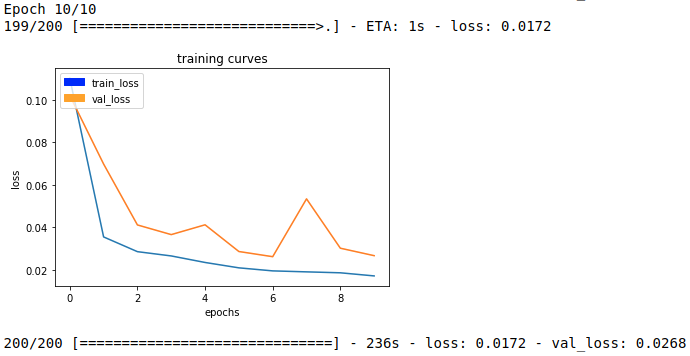 Epoch 10/10
199/200 [============================>.] - ETA: 1s - loss: 0.0172
training curves
train_loss
val_loss
0.10
0.08
0.06
0.04
0.02
loss
0 2 4 6 8
epochs
200/200 [==============================] - 236s - loss: 0.0172 - val_loss: 0.0268